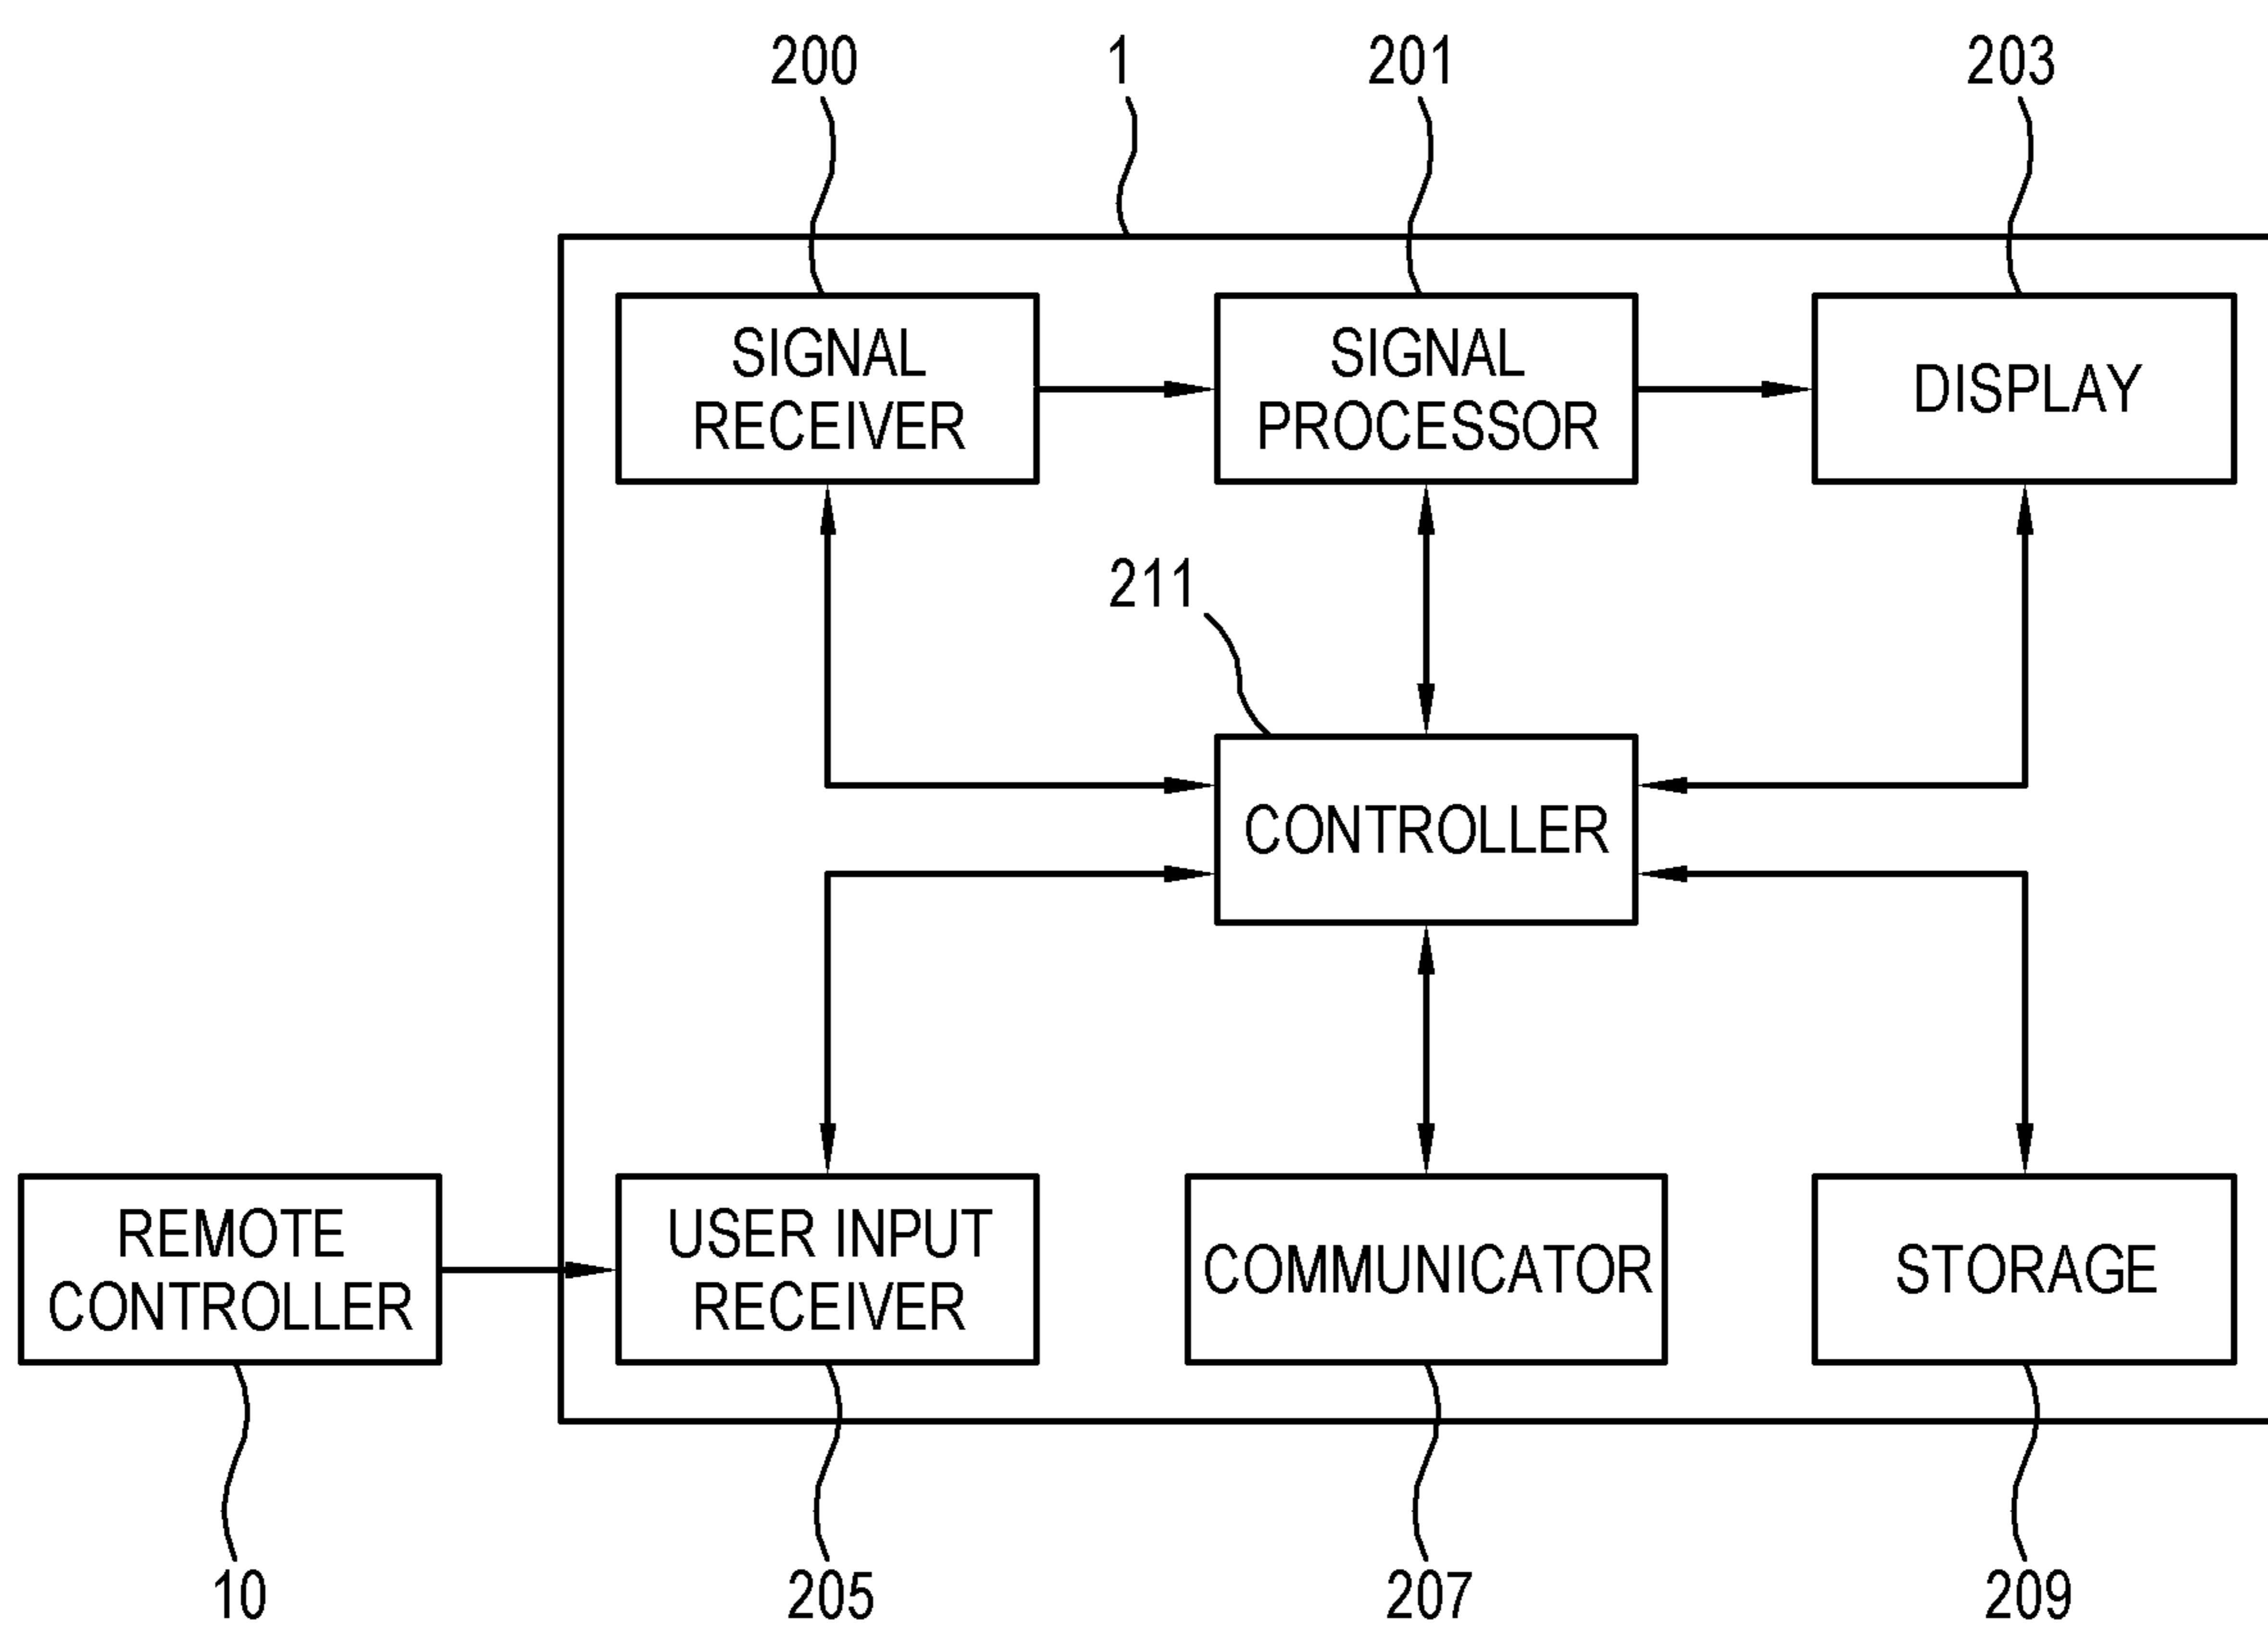 200
1
201
203
SIGNAL
RECEIVER
SIGNAL
PROCESSOR
DISPLAY
211
CONTROLLER
REMOTE
CONTROLLER
USER INPUT
RECEIVER
COMMUNICATOR
STORAGE
10
205
207
209